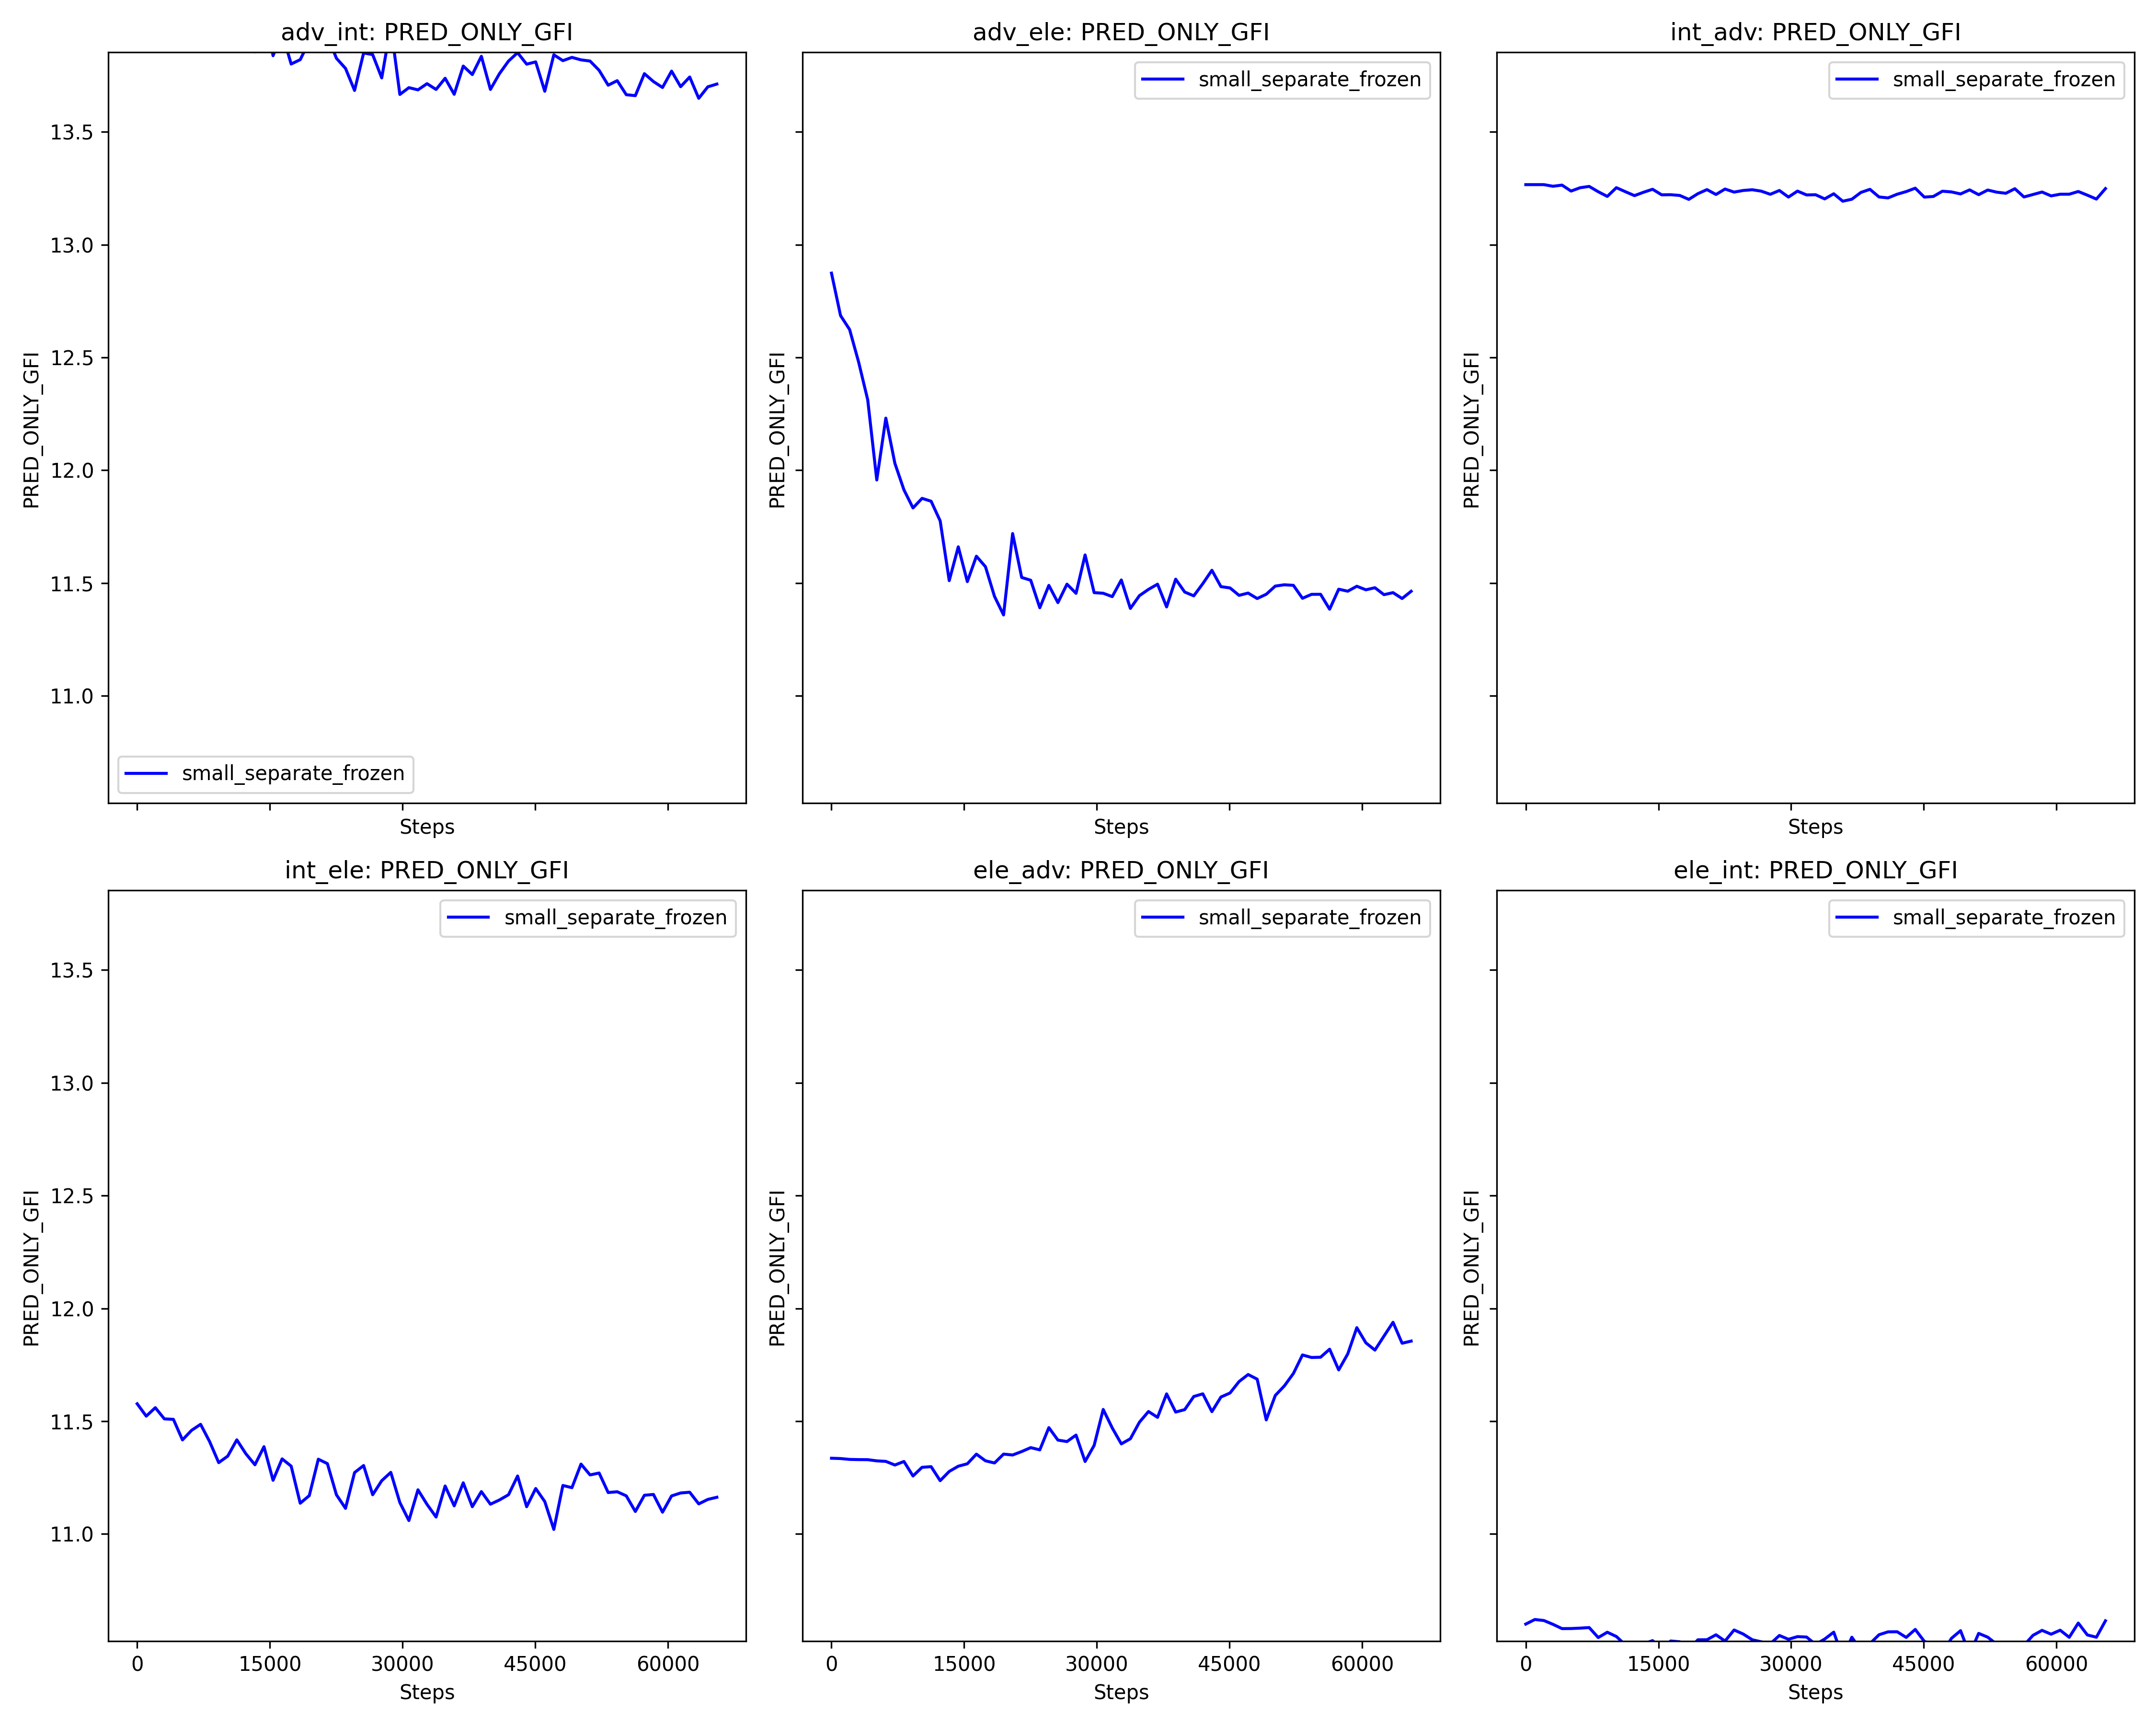 adv_int: PRED_ONLY_GFI
adv_ele: PRED_ONLY_GFI
int_adv: PRED_ONLY_GFI
small_separate_frozen
small_separate_frozen
small_separate_frozen
PRED_ONLY_GFI
PRED_ONLY_GFI
PRED_ONLY_GFI
13.5
13.0
12.5
12.0
11.5
11.0
Steps
Steps
Steps
int_ele: PRED_ONLY_GFI
ele_adv: PRED_ONLY_GFI
ele_int: PRED_ONLY_GFI
small_separate_frozen
small_separate_frozen
small_separate_frozen
PRED_ONLY_GFI
PRED_ONLY_GFI
PRED_ONLY_GFI
13.5
13.0
12.5
12.0
11.5
11.0
0 15000 30000 45000 60000
0 15000 30000 45000 60000
0 15000 30000 45000 60000
Steps
Steps
Steps